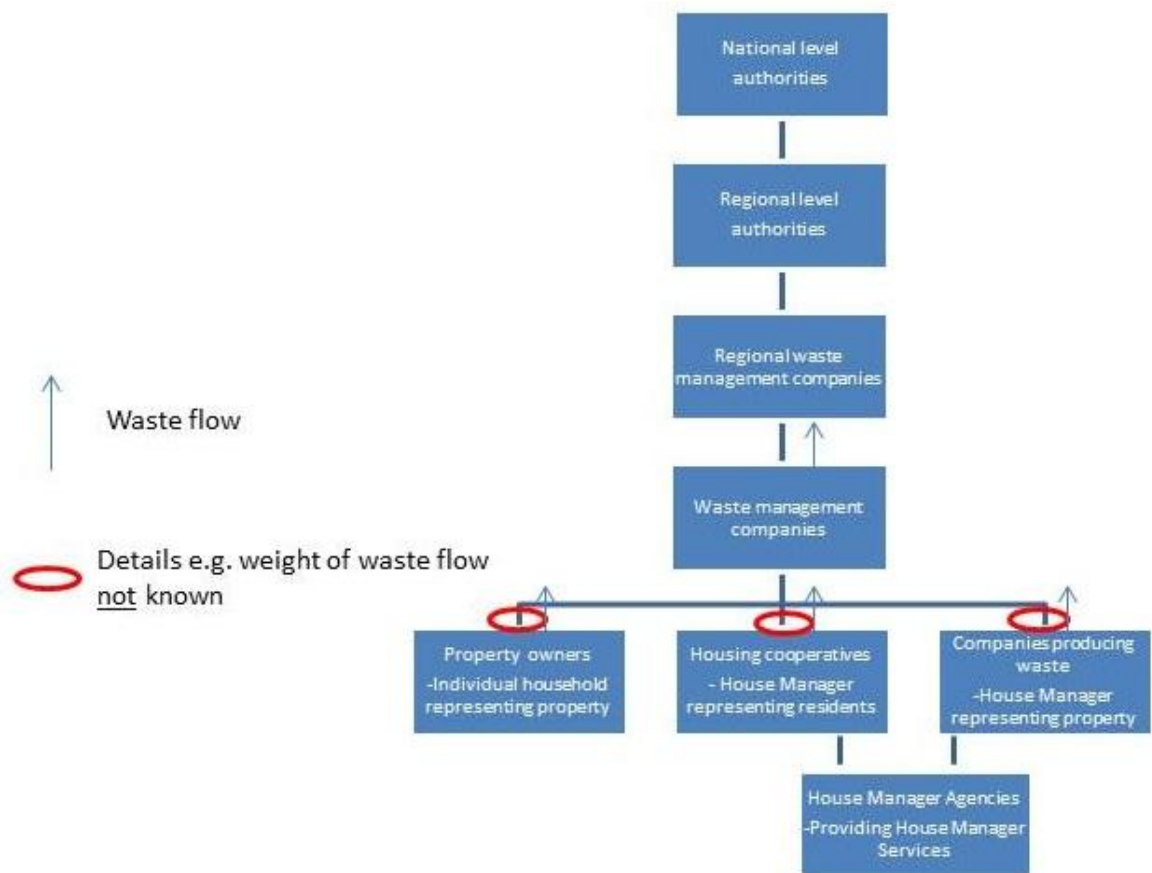 National level
authorities
Regional level
authorities
Regional waste
management companies
Waste flow
Waste management
companies
Details e.g. weight of waste flow
not known
Property owners
-Individual household
representing property
Housing cooperatives
- House Manager
representing residents
Companies producing
waste
-House Manager
representing property
House Manager Agencies
-Providing House Manager
Services